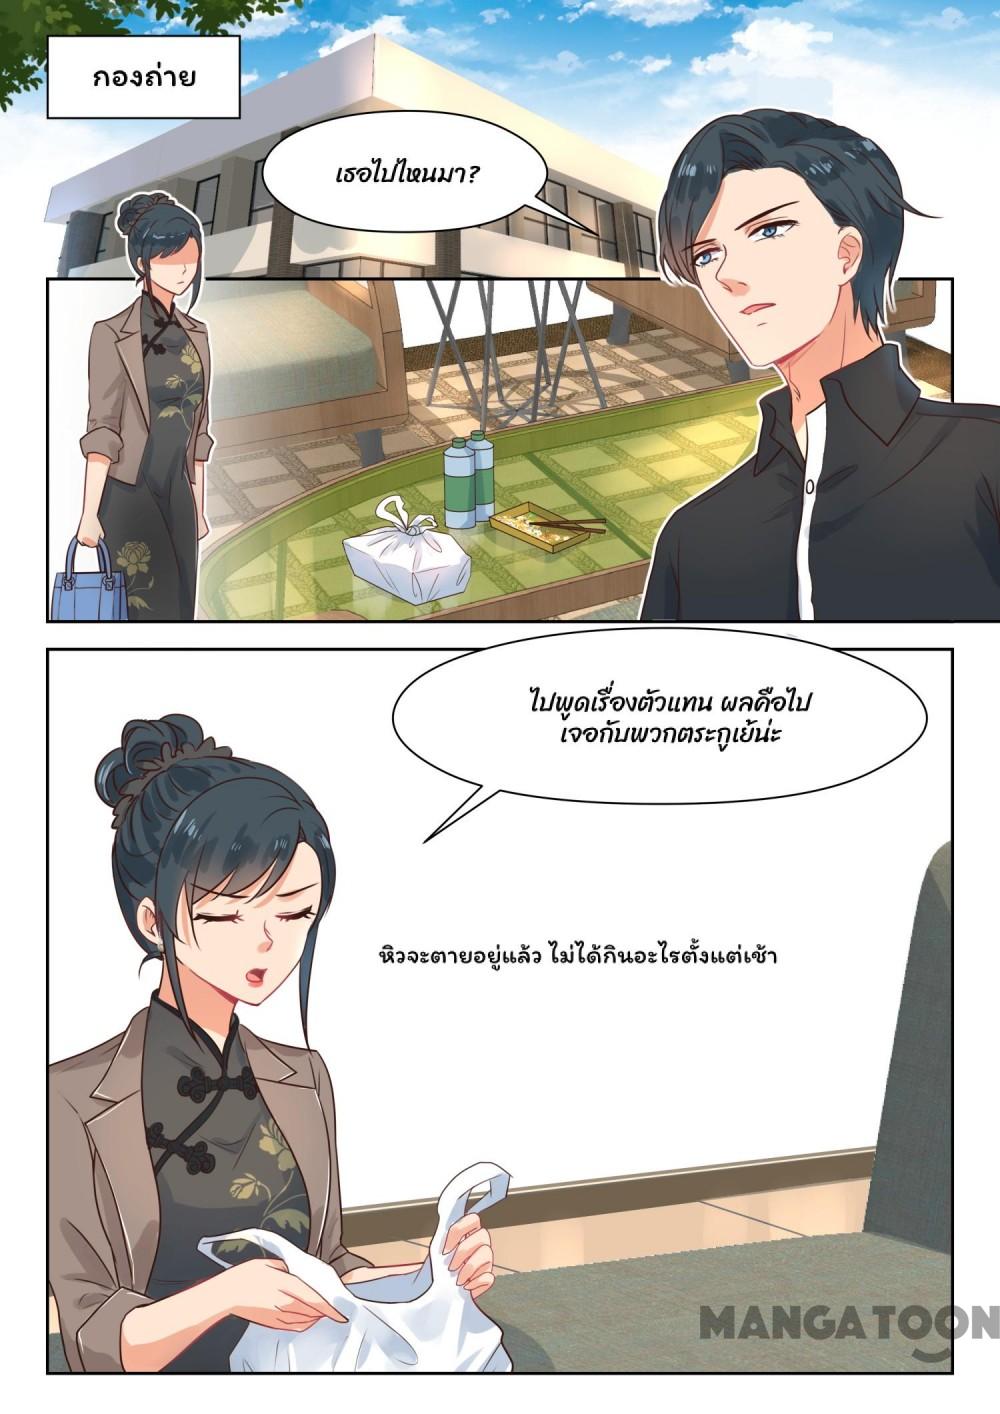 กองถ่าย
เธอไปไหนมา?
ไปพูดเรื่องตัวแทน ผลคือไป
เจอกับพวกตระกูเย้น่ะ
หิวจะตายอยู่แล้ว ไม่ได้กินอะไรตั้งแต่เช้า
MANGATOON